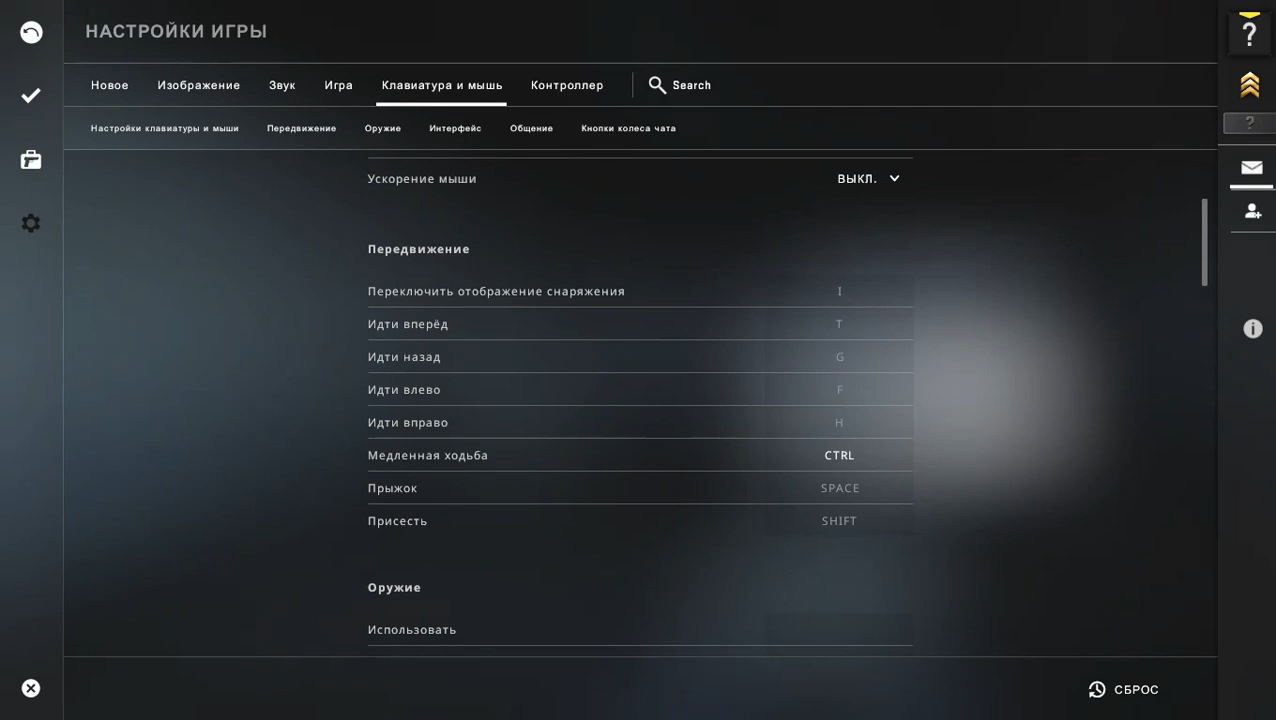 НАСТРОЙКИ ИГРЫ
?
Новое Изображение Звук Игра Клавиатура и мышь Контроллер Search
?
Настройки клавиатуры и мыши Передвижение Оружие Интерфейс Общение Кнопки колеса чата
Ускорение мыши ВЫКЛ.
Передвижение
Переключить отображение снаряжения I
Идти вперёд T
Идти назад G
Идти влево F
Идти вправо H
Медленная ходьба CTRL
Прыжок SPACE
Присесть SHIFT
Оружие
Использовать
СБРОС